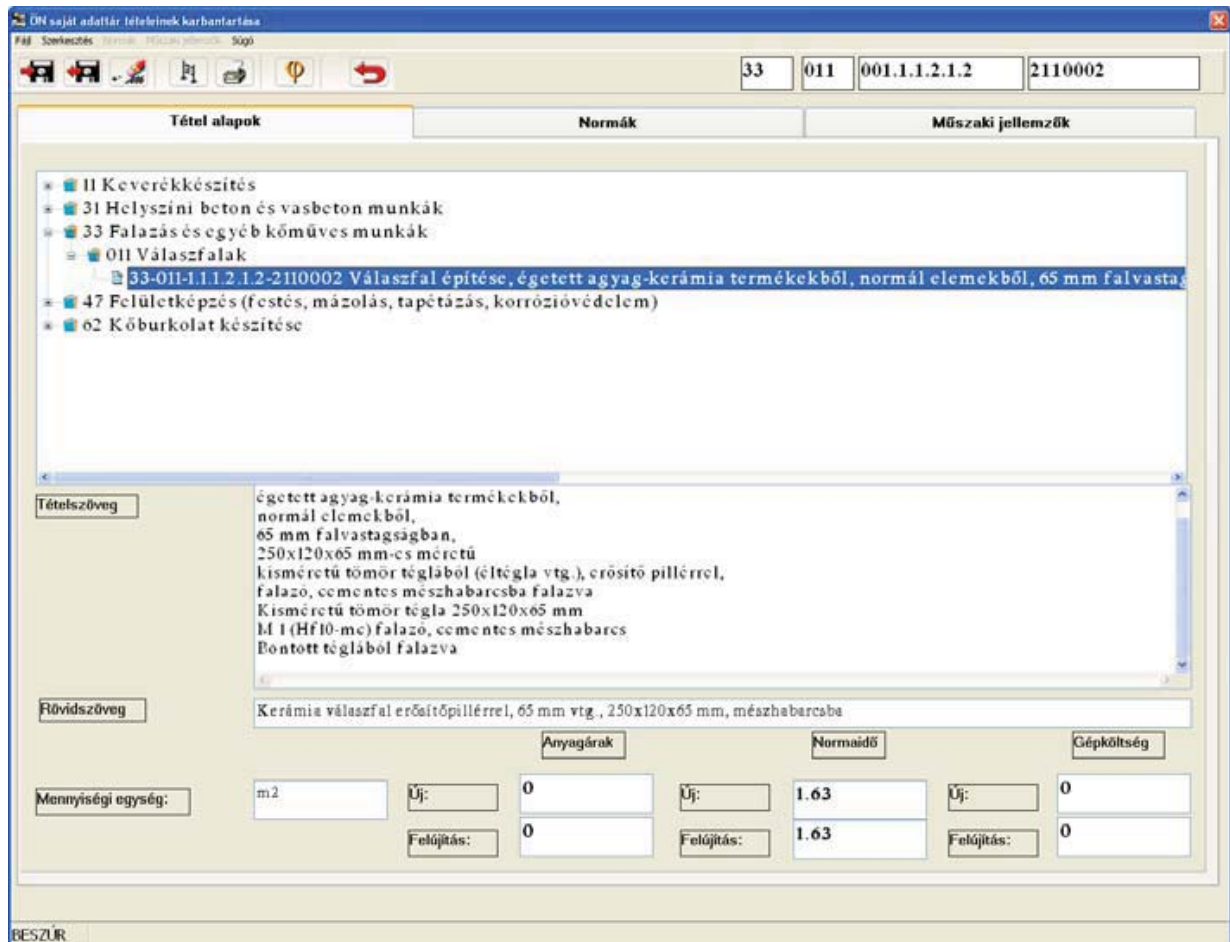 ÖN saját adattár tételeinek karbantartása
Fájl Szerkesztés Normák Műszaki jellemzők Súgó
33 011 001.1.1.2.1.2 2110002
Tétel alapok Normák Műszaki jellemzők
11 Keverékkészítés
31 Helyszíni beton és vasbeton munkák
33 Falazás és egyéb kőműves munkák
011 Válaszfalak
33-011-1.1.1.2.1.2-2110002 Válaszfal építése, égetett agyag-kerámia termékekből, normál elemekből, 65 mm falvastag
47 Felületképzés (festés, mázolás, tapétázás, korrózióvédelem)
62 Kőburkolat készítése
Tételszöveg
égetett agyag-kerámia termékekből,
normál elemekből,
65 mm falvastagságban,
250x120x65 mm-es méretű
kisméretű tömör téglából (éltégla vtg.), erősítő pillérrel,
falazó, cementes mészhabarcsba falazva
Kisméretű tömör tégla 250x120x65 mm
M 1 (Hf10-mc) falazó, cementes mészhabarcs
Bontott téglából falazva
Rövidszöveg
Kerámia válaszfal erősítőpillérrel, 65 mm vtg., 250x120x65 mm, mészhabarcsba
Anyagárak Normaidő Gépköltség
Mennyiségi egység: m2 Új: 0 Új: 1.63 Új: 0
Felújítás: 0 Felújítás: 1.63 Felújítás: 0
BESZÚR